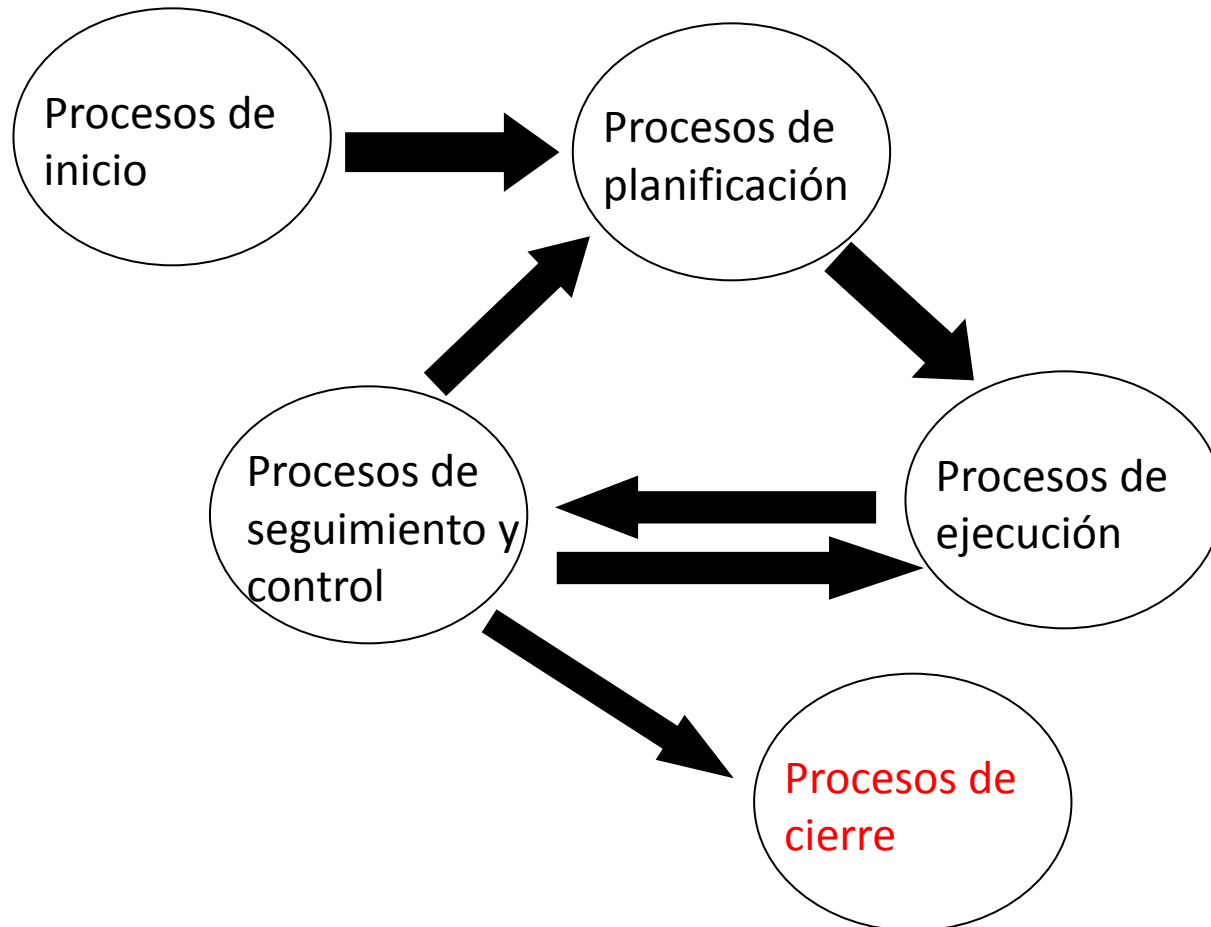 Procesos de
inicio
Procesos de
planificación
Procesos de
seguimiento y
control
Procesos de
ejecución
Procesos de
cierre